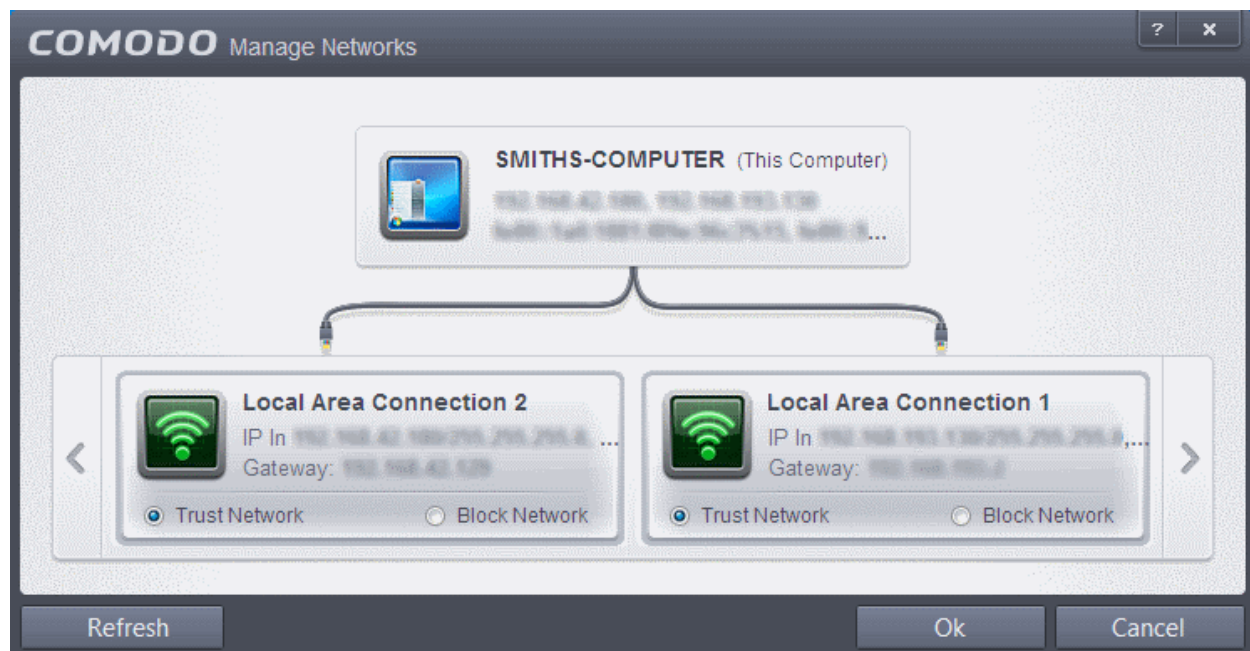 COMODO Manage Networks
? x
SMITHS-COMPUTER (This Computer)
...
Local Area Connection 2
IP In ...
Gateway:
Trust Network
Block Network
Local Area Connection 1
IP In ,...
Gateway:
Trust Network
Block Network
Refresh
Ok
Cancel